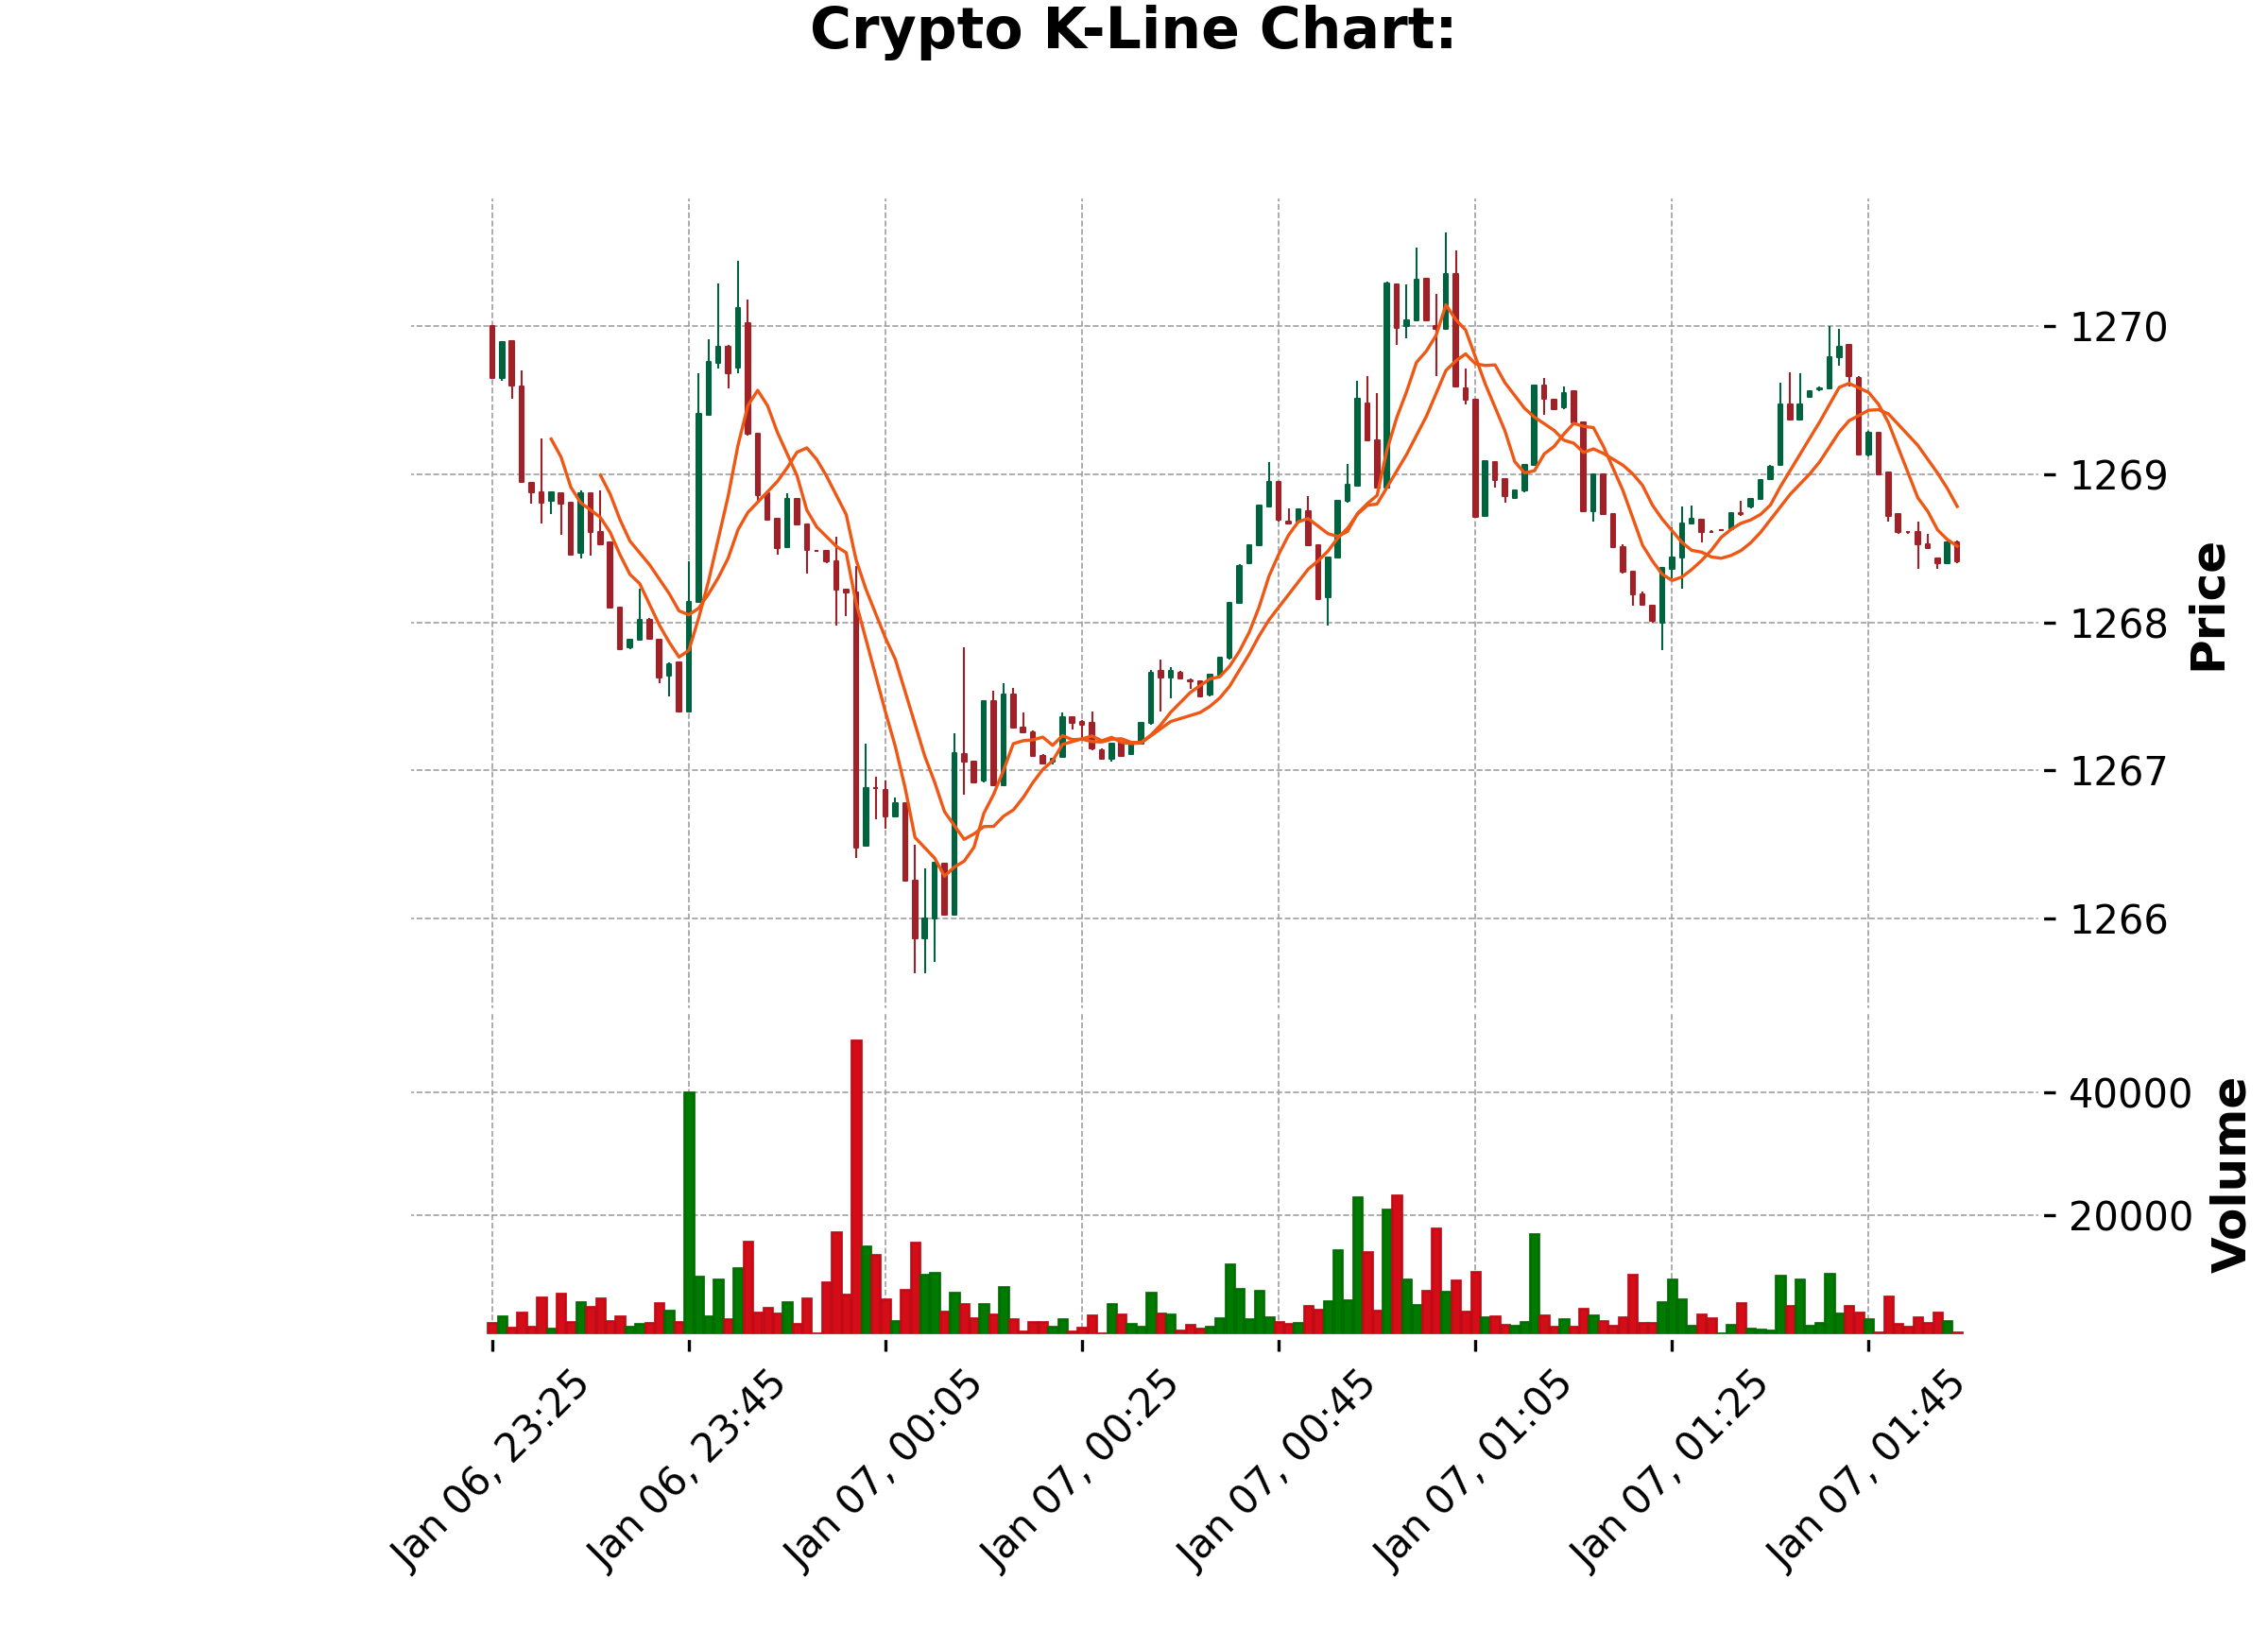 Crypto K-Line Chart:
1270
1269
1268
1267
1266
Price
40000
20000
Volume
Jan 06, 23:25
Jan 06, 23:45
Jan 07, 00:05
Jan 07, 00:25
Jan 07, 00:45
Jan 07, 01:05
Jan 07, 01:25
Jan 07, 01:45